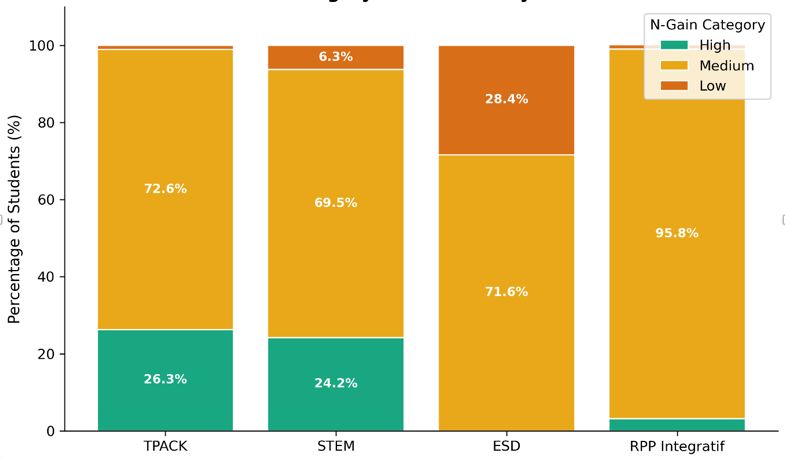 N-Gain Category
High
Medium
Low
Percentage of Students (%)
100
80
60
40
20
0
72.6%
26.3%
6.3%
69.5%
24.2%
28.4%
71.6%
95.8%
TPACK
STEM
ESD
RPP Integratif